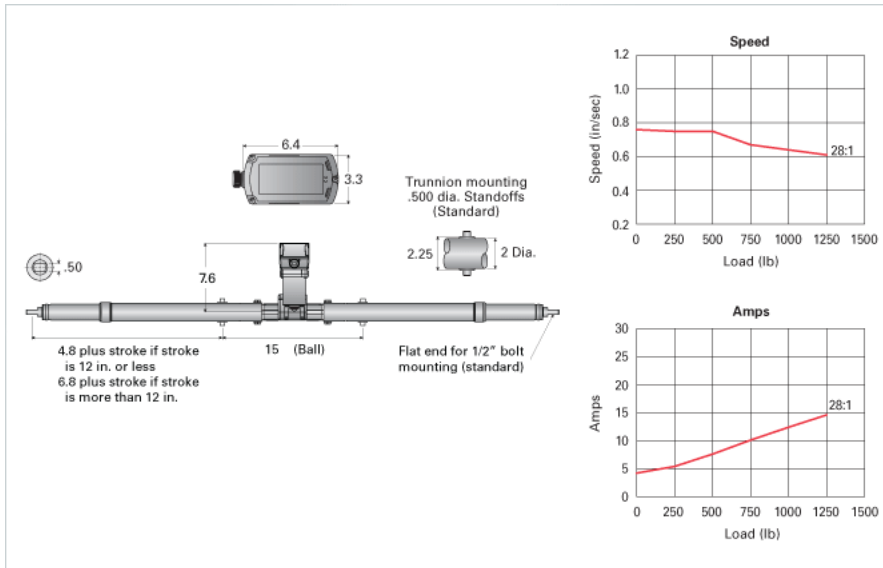 6.4
3.3
Trunnion mounting
.500 dia. Standoffs
(Standard)
2.25
2 Dia.
.50
7.6
15 (Ball)
4.8 plus stroke if stroke
is 12 in. or less
6.8 plus stroke if stroke
is more than 12 in.
Flat end for 1/2" bolt
mounting (standard)
Speed
Speed (in/sec)
1.2
1.0
0.8
0.6
0.4
0.2
28:1
0 250 500 750 1000 1250 1500
Load (lb)
Amps
Amps
30
25
20
15
10
5
0
28:1
0 250 500 750 1000 1250 1500
Load (lb)